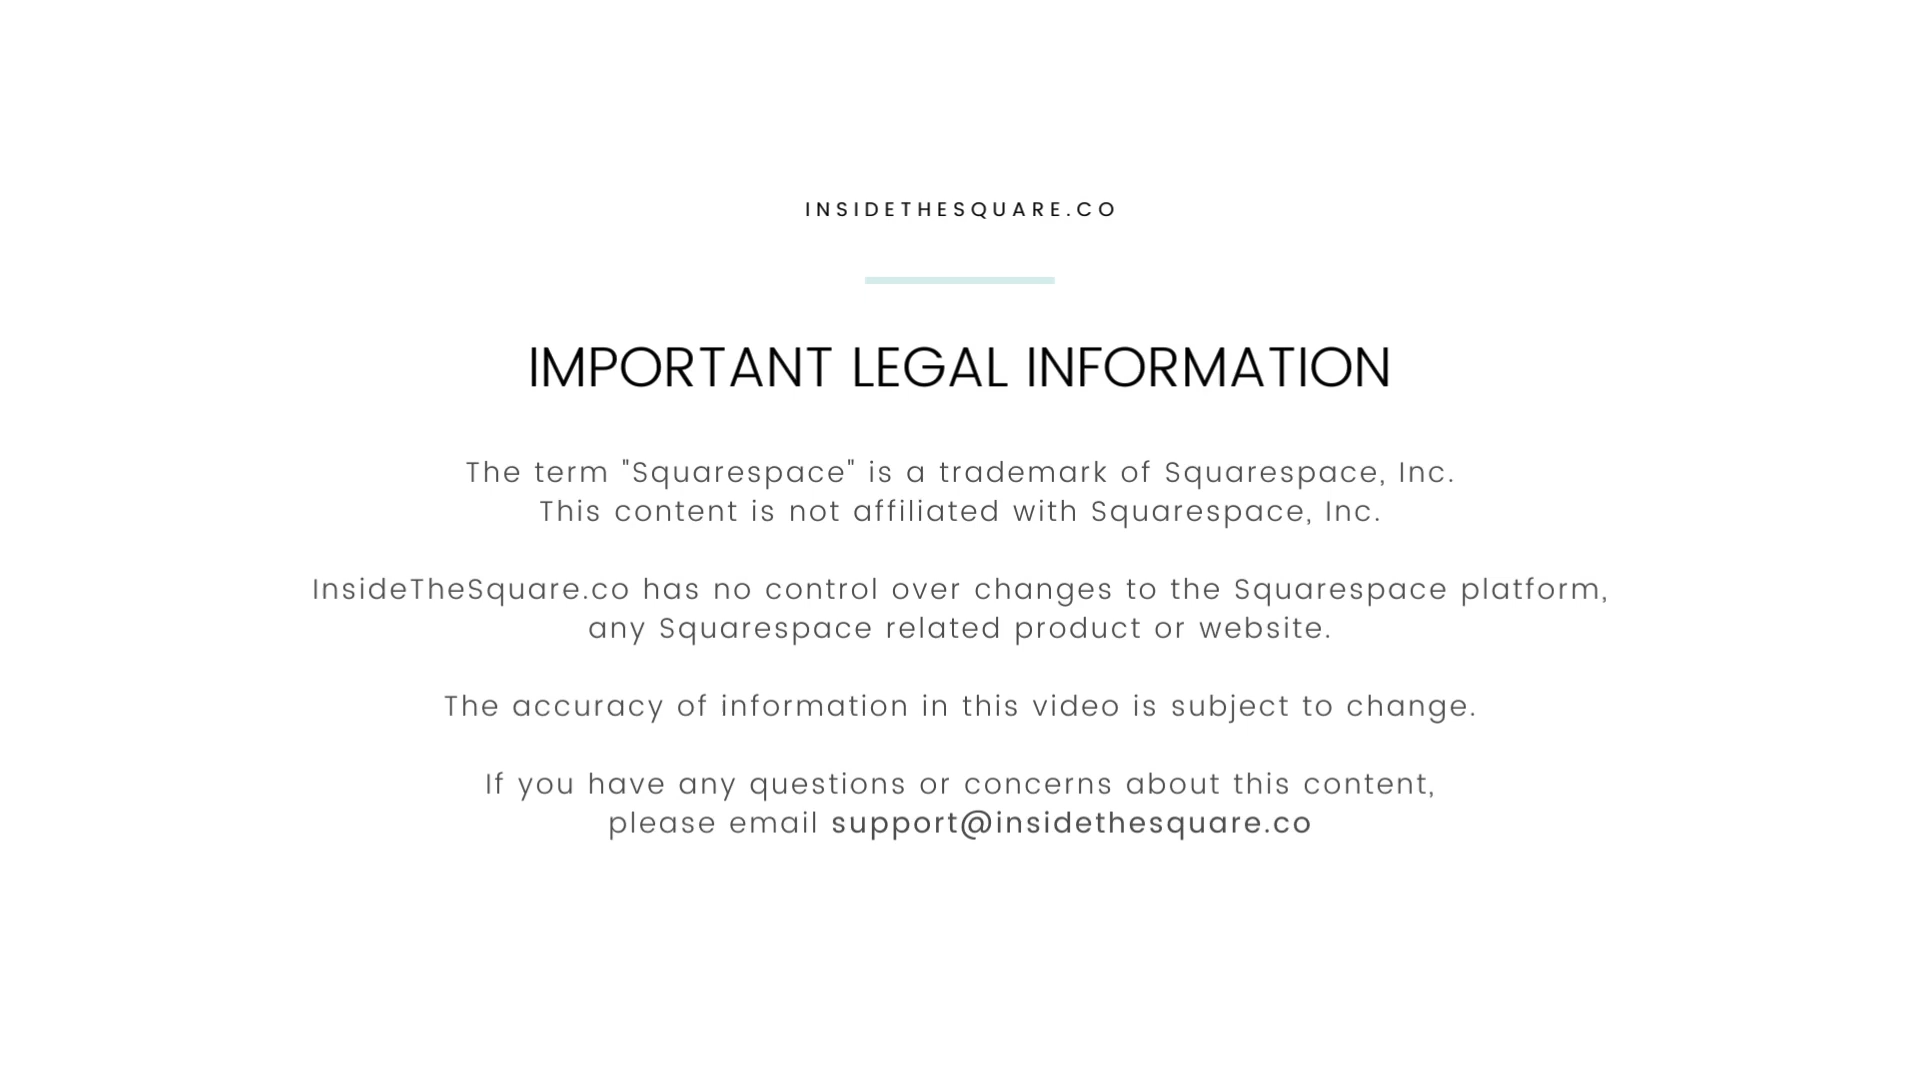 INSIDETHESQUARE.CO
IMPORTANT LEGAL INFORMATION
The term "Squarespace" is a trademark of Squarespace, Inc.
This content is not affiliated with Squarespace, Inc.
InsideTheSquare.co has no control over changes to the Squarespace platform,
any Squarespace related product or website.
The accuracy of information in this video is subject to change.
If you have any questions or concerns about this content,
please email support@insidethesquare.co